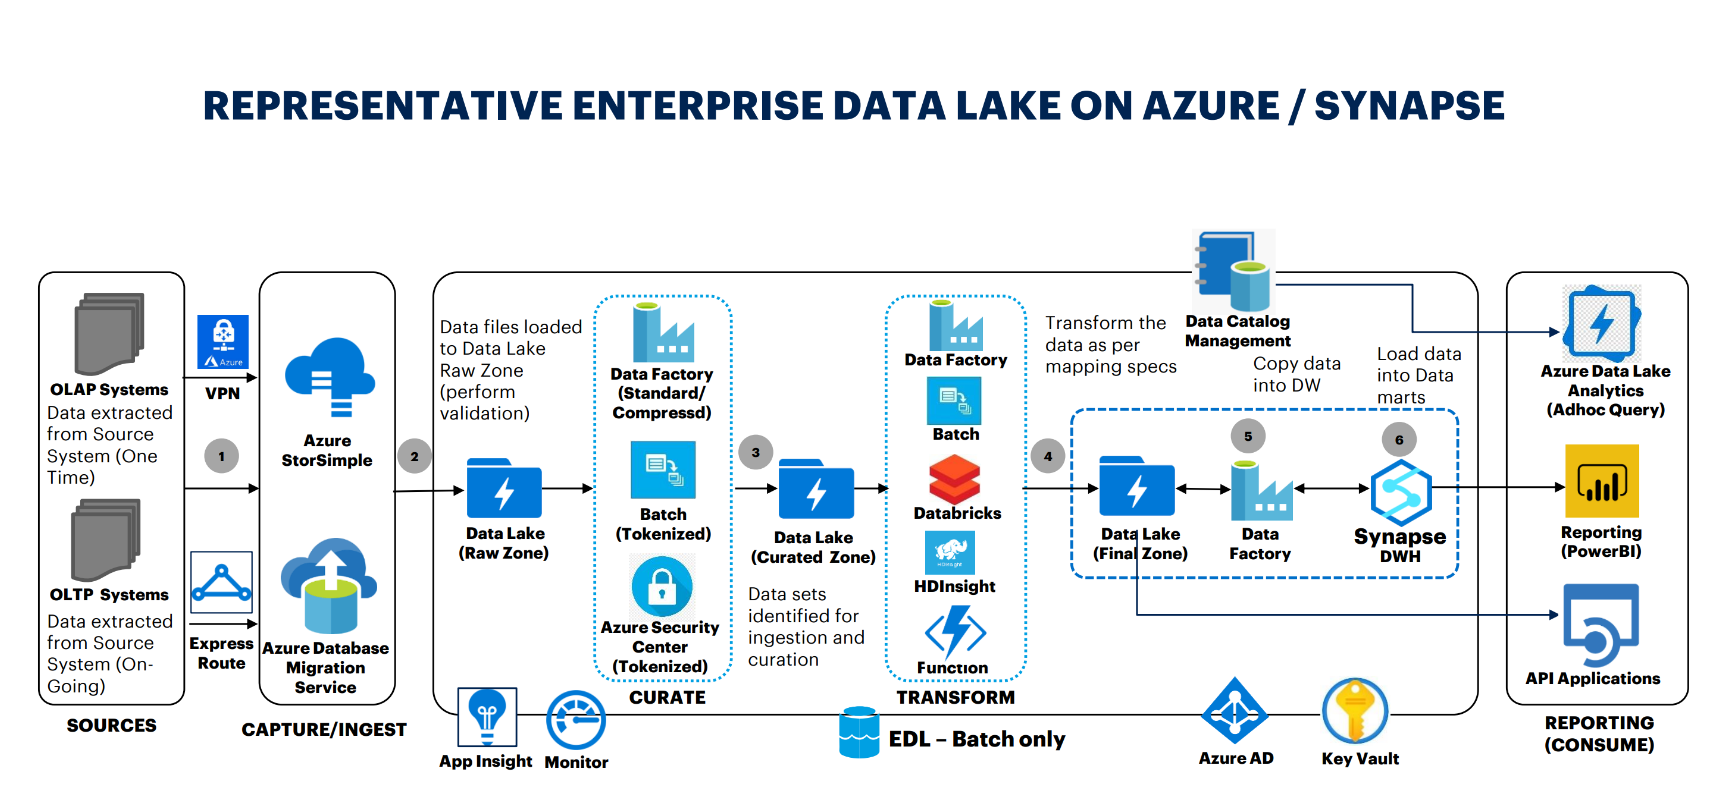 REPRESENTATIVE ENTERPRISE DATA LAKE ON AZURE / SYNAPSE
OLAP Systems
Data extracted
from Source
System (One
Time)
OLTP Systems
Data extracted
from Source
System (On-
Going)
SOURCES
Azure
VPN
1
Express
Route
Azure
StorSimple
Azure Database
Migration
Service
CAPTURE/INGEST
2
Data files loaded
to Data Lake
Raw Zone
(perform
validation)
Data Lake
(Raw Zone)
Data Factory
(Standard/
Compressd)
Batch
(Tokenized)
Azure Security
Center
(Tokenized)
CURATE
3
Data Lake
(Curated Zone)
Data sets
identified for
ingestion and
curation
Data Factory
Batch
Databricks
HDInsight
HDInsight
Function
TRANSFORM
4
Transform the
data as per
mapping specs
Data Catalog
Management
Copy data
into DW
Load data
into Data
marts
5
6
Data Lake
(Final Zone)
Data
Factory
Synapse
DWH
App Insight
Monitor
EDL – Batch only
Azure AD
Key Vault
Azure Data Lake
Analytics
(Adhoc Query)
Reporting
(PowerBI)
API Applications
REPORTING
(CONSUME)